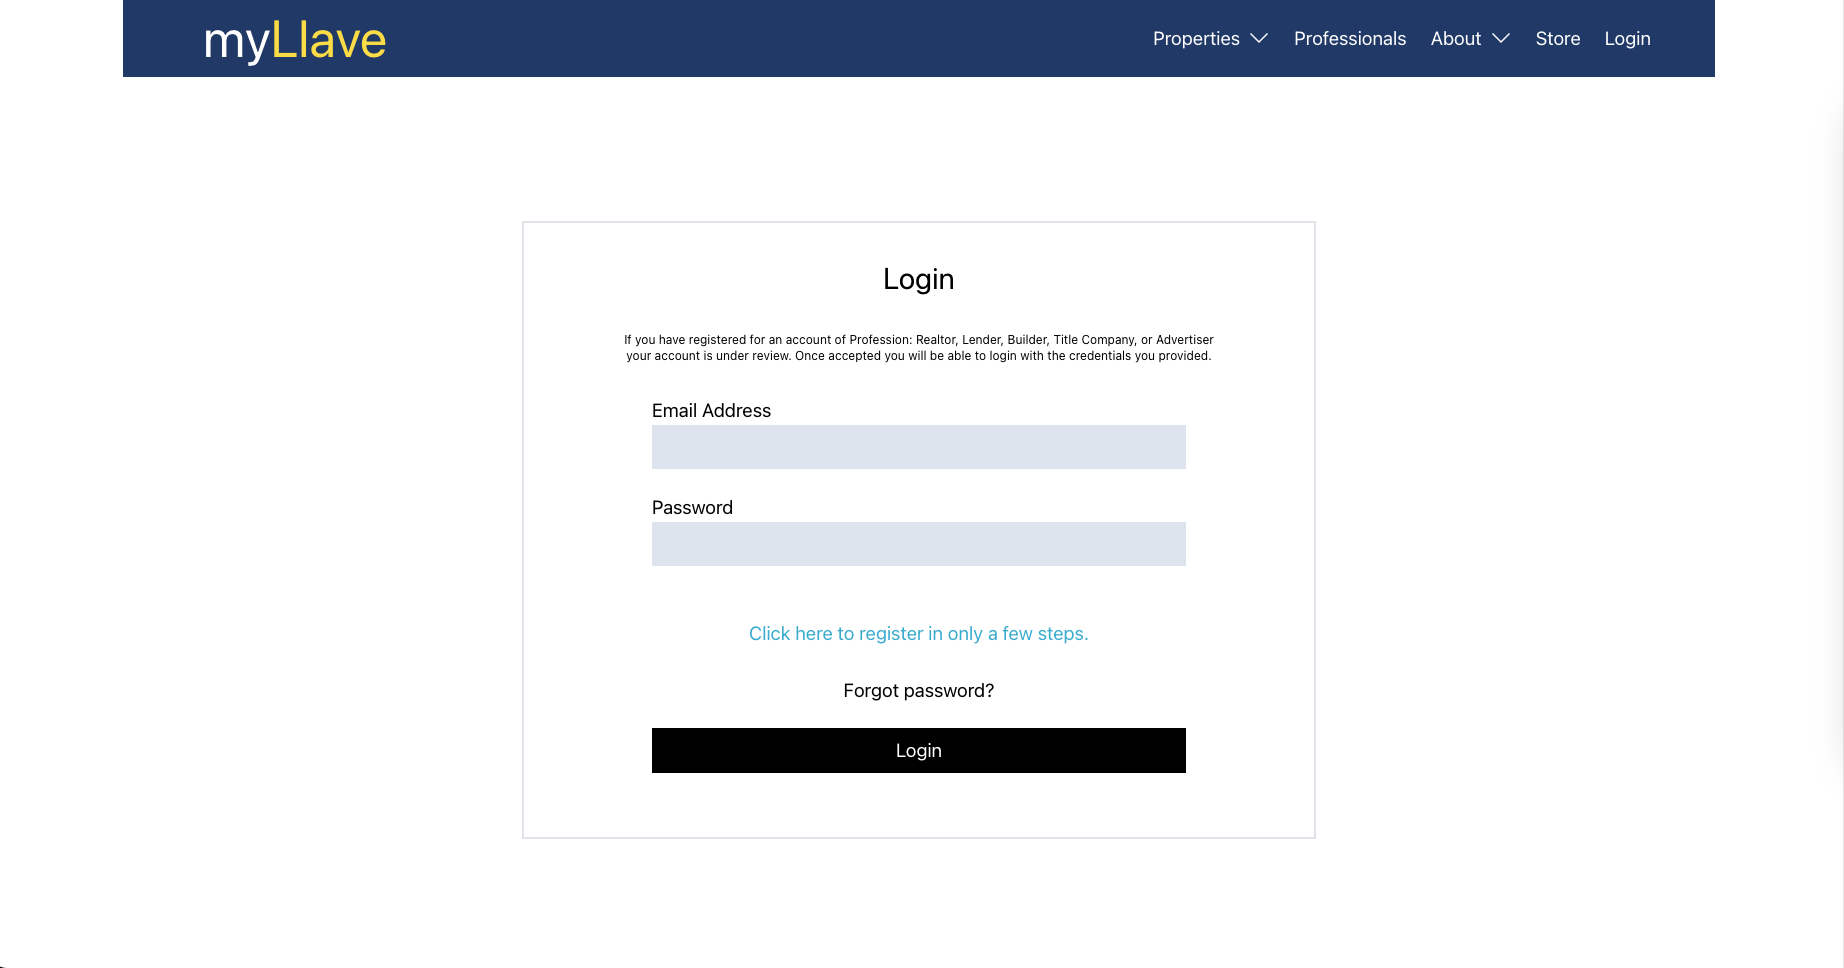 myLlave
Properties Professionals About Store Login
Login
If you have registered for an account of Profession: Realtor, Lender, Builder, Title Company, or Advertiser
your account is under review. Once accepted you will be able to login with the credentials you provided.
Email Address
Password
Click here to register in only a few steps.
Forgot password?
Login